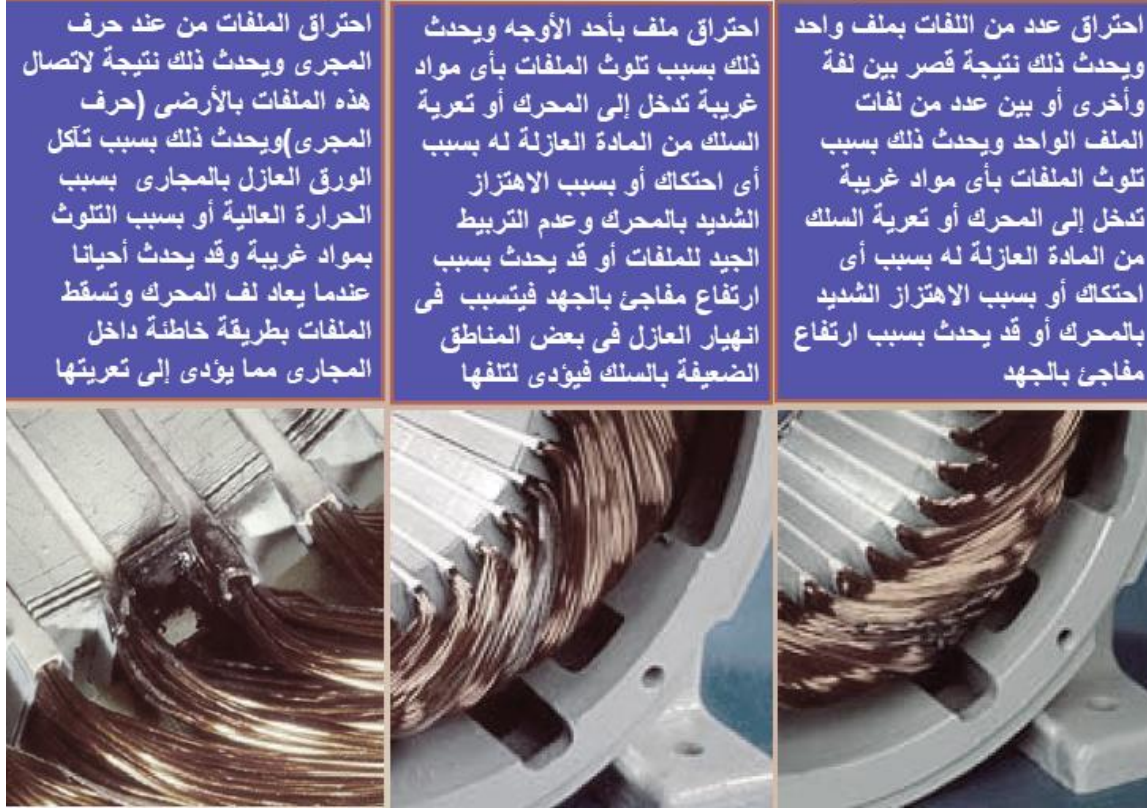 احتراق عدد من اللفات بملف واحد
ويحدث ذلك نتيجة قصر بين لفة
وأخرى أو بين عدد من لفات
الملف الواحد ويحدث ذلك بسبب
تلوث الملفات بأى مواد غريبة
تدخل إلى المحرك أو تعرية السلك
من المادة العازلة له بسبب أى
احتكاك أو بسبب الاهتزاز الشديد
بالمحرك أو قد يحدث بسبب ارتفاع
مفاجئ بالجهد
احتراق ملف بأحد الأوجه ويحدث
ذلك بسبب تلوث الملفات بأى مواد
غريبة تدخل إلى المحرك أو تعرية
السلك من المادة العازلة له بسبب
أى احتكاك أو بسبب الاهتزاز
الشديد بالمحرك وعدم التربيط
الجيد للملفات أو قد يحدث بسبب
ارتفاع مفاجئ بالجهد فيتسبب فى
انهيار العازل فى بعض المناطق
الضعيفة بالسلك فيؤدى لتلفها
احتراق الملفات من عند حرف
المجرى ويحدث ذلك نتيجة لاتصال
هذه الملفات بالأرضى (حرف
المجرى)ويحدث ذلك بسبب تآكل
الورق العازل بالمجارى بسبب
الحرارة العالية أو بسبب التلوث
بمواد غريبة وقد يحدث أحيانا
عندما يعاد لف المحرك وتسقط
الملفات بطريقة خاطئة داخل
المجارى مما يؤدى إلى تعريتها